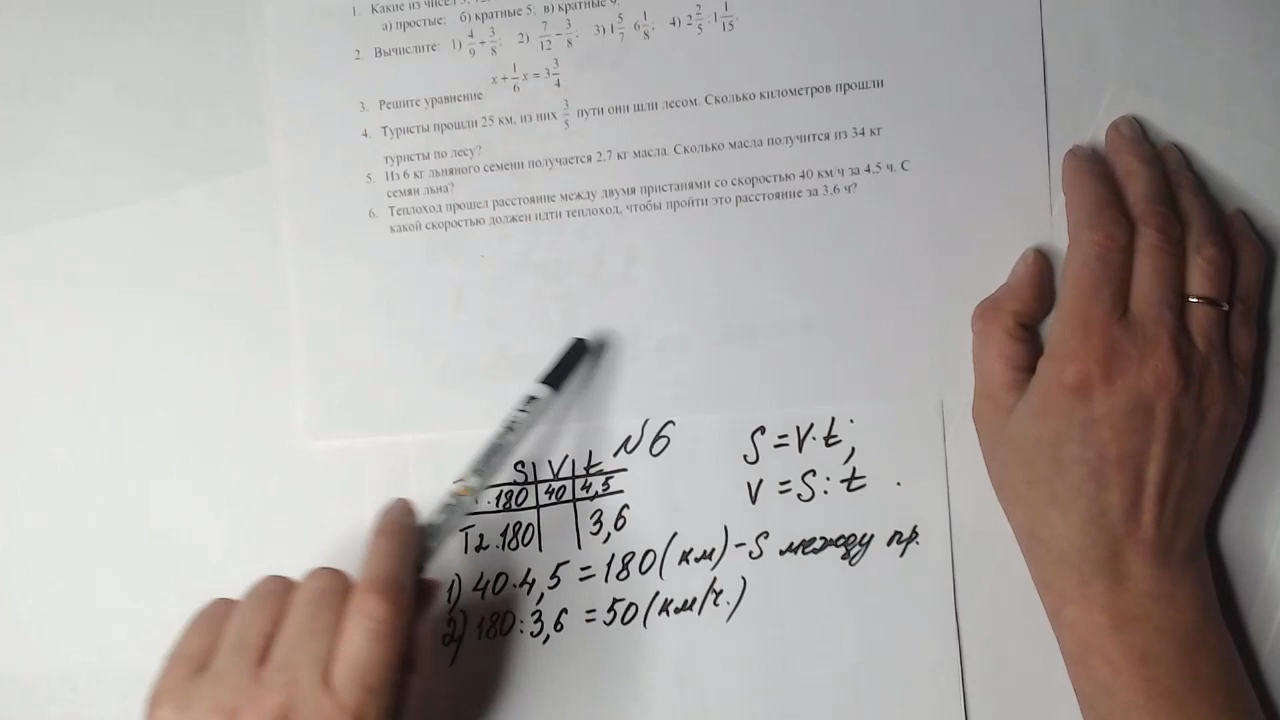 1. Какие из чисел
а) простые; б) кратные 5; в) кратные
2. Вычислите: 1) 4/9 + 3/8; 2) 7/12 − 3/8; 3) 1 5/7 · 6 1/8; 4) 2 2/5 : 1 1/15.
3. Решите уравнение x + 1/6 x = 3 3/4
4. Туристы прошли 25 км, из них 3/5 пути они шли лесом. Сколько километров прошли
туристы по лесу?
5. Из 6 кг льняного семени получается 2,7 кг масла. Сколько масла получится из 34 кг
семян льна?
6. Теплоход прошел расстояние между двумя пристанями со скоростью 40 км/ч за 4,5 ч. С
какой скоростью должен идти теплоход, чтобы пройти это расстояние за 3,6 ч?
№6
S V t
180 40 4,5
Т2. 180 3,6
S = V · t;
V = S : t.
1) 40 · 4,5 = 180 (км) – S между пр.
2) 180 : 3,6 = 50 (км/ч.)